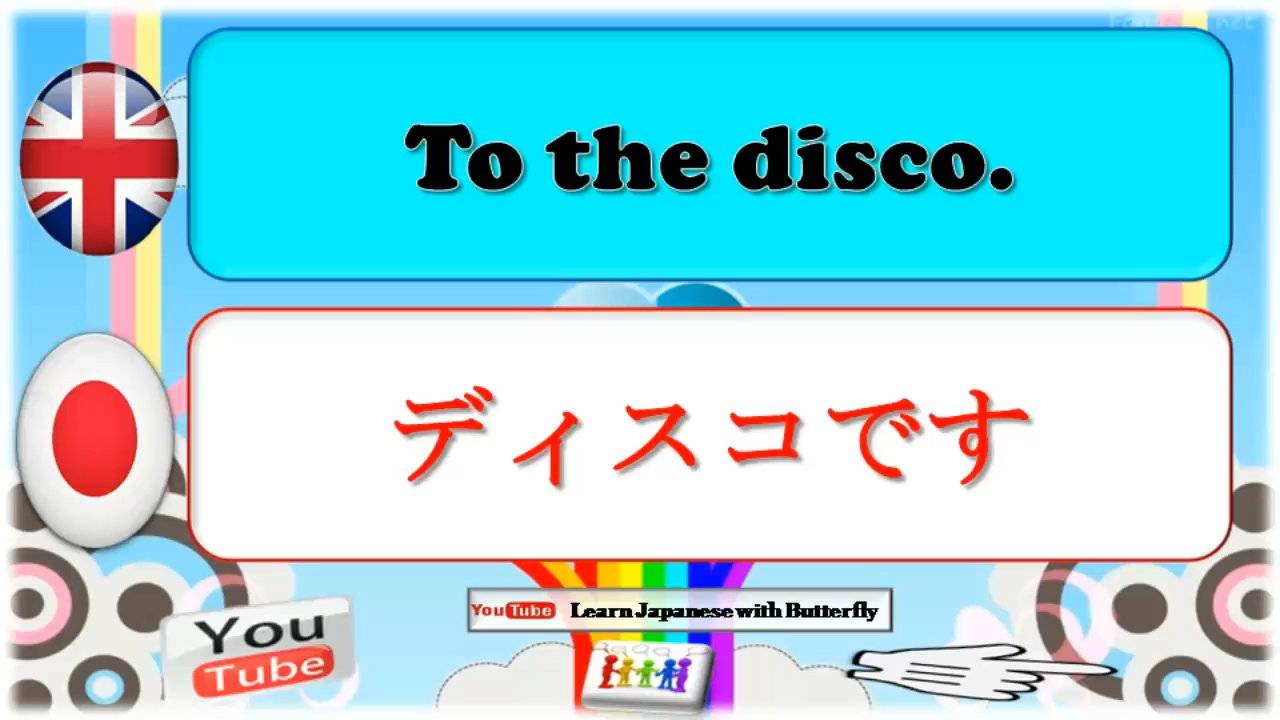 To the disco.
ディスコです
YouTube Learn Japanese with Butterfly
You
Tube